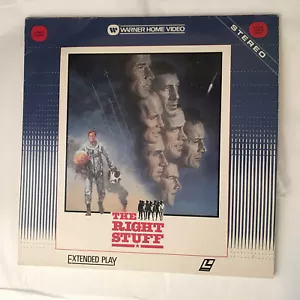 WARNER HOME VIDEO
STEREO
THE
RIGHT
STUFF
EXTENDED PLAY